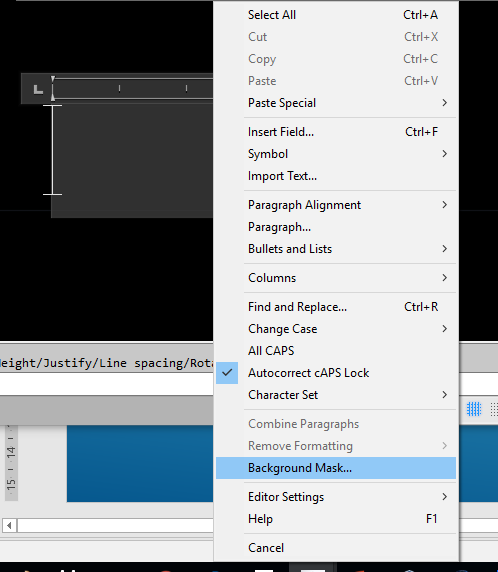 Select All Ctrl+A
Cut Ctrl+X
Copy Ctrl+C
Paste Ctrl+V
Paste Special
Insert Field... Ctrl+F
Symbol
Import Text...
Paragraph Alignment
Paragraph...
Bullets and Lists
Columns
Find and Replace... Ctrl+R
Change Case
All CAPS
eight/Justify/Line spacing/Rota
Autocorrect cAPS Lock
Character Set
Combine Paragraphs
Remove Formatting
14
Background Mask...
15
Editor Settings
Help F1
Cancel